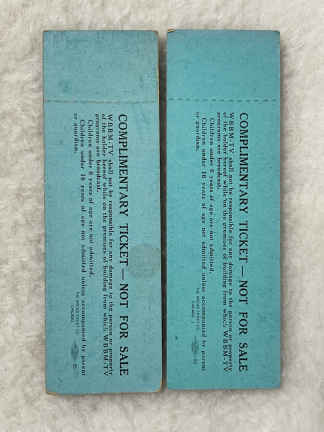 COMPLIMENTARY TICKET — NOT FOR SALE
WBBM-TV shall not be responsible for any damage to the person or property
of the holder hereof while on the premises of building from which WBBM-TV
programs are broadcast.
Children under 8 years of age are not admitted.
Children under 16 years of age not admitted unless accompanied by parent
or guardian.
COMPLIMENTARY TICKET — NOT FOR SALE
WBBM-TV shall not be responsible for any damage to the person or property
of the holder hereof while on the premises of building from which WBBM-TV
programs are broadcast.
Children under 8 years of age are not admitted.
Children under 16 years of age not admitted unless accompanied by parent
or guardian.